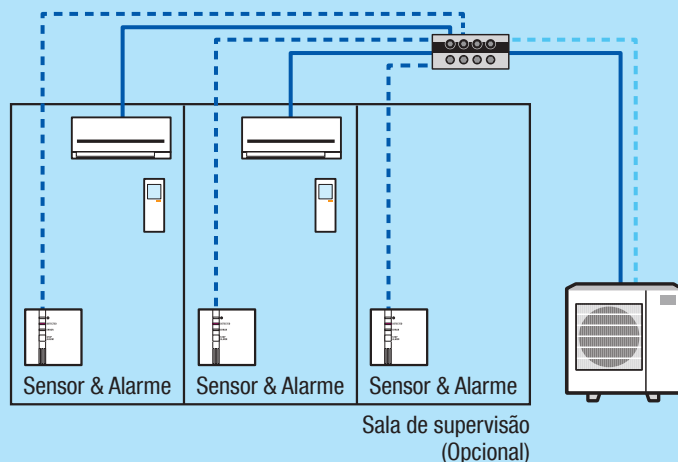 Sensor & Alarme
Sensor & Alarme
Sensor & Alarme
Sala de supervisão
(Opcional)